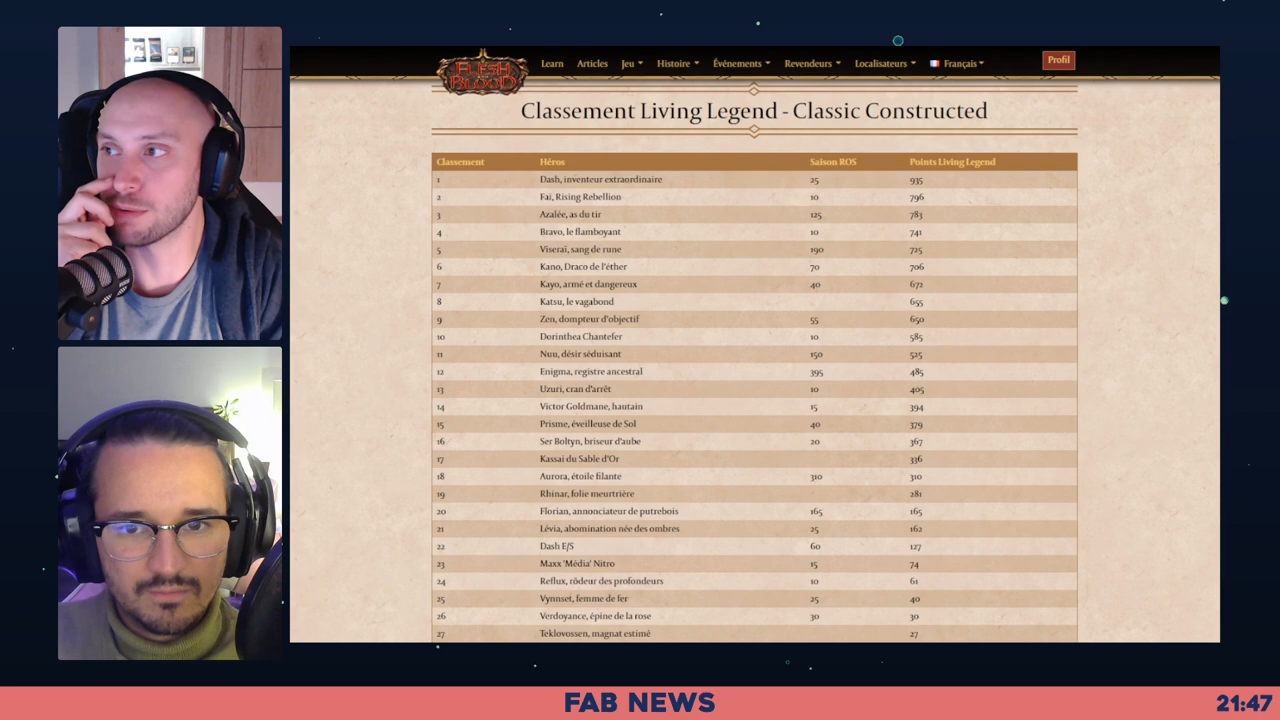 FLESH
AND
BLOOD
Learn Articles Jeu Histoire Événements Revendeurs Localisateurs Français Profil
Classement Living Legend - Classic Constructed
Classement Héros Saison ROS Points Living Legend
1 Dash, inventeur extraordinaire 25 935
2 Fai, Rising Rebellion 10 796
3 Azalée, as du tir 125 783
4 Bravo, le flamboyant 10 741
5 Viseraï, sang de rune 190 725
6 Kano, Draco de l'éther 70 706
7 Kayo, armé et dangereux 40 672
8 Katsu, le vagabond 655
9 Zen, dompteur d'objectif 55 650
10 Dorinthea Chantefer 10 585
11 Nuu, désir séduisant 150 525
12 Enigma, registre ancestral 395 485
13 Uzuri, cran d'arrêt 10 405
14 Victor Goldmane, hautain 15 394
15 Prisme, éveilleuse de Sol 40 379
16 Ser Boltyn, briseur d'aube 20 367
17 Kassai du Sable d'Or 336
18 Aurora, étoile filante 310 310
19 Rhinar, folie meurtrière 281
20 Florian, annonciateur de putrebois 165 165
21 Lévia, abomination née des ombres 25 162
22 Dash E/S 60 127
23 Maxx 'Média' Nitro 15 74
24 Reflux, rôdeur des profondeurs 10 61
25 Vynnset, femme de fer 25 40
26 Verdoyance, épine de la rose 30 30
27 Teklovossen, magnat estimé 27
FAB NEWS
21:47